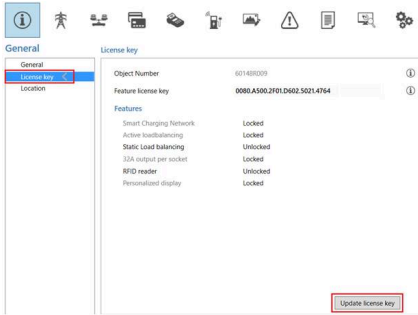 General
License key
General
License key
Location
Object Number 60148RD09
Feature license key 0080.A500.2F01.D602.5021.4764
Features
Smart Charging Network Locked
Active loadbalancing Locked
Static Load balancing Unlocked
32A output per socket Locked
RFID reader Unlocked
Personalized display Locked
Update license key